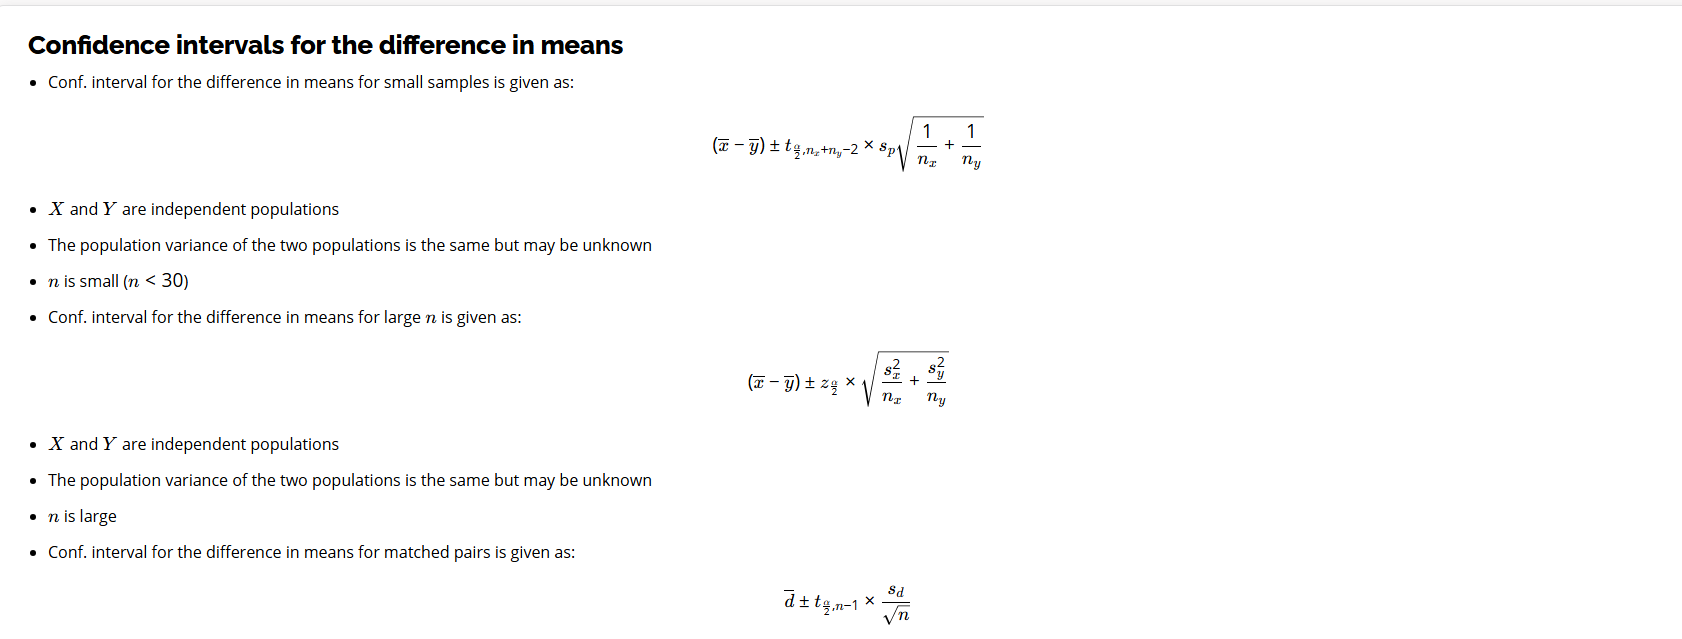 Confidence intervals for the difference in means
• Conf. interval for the difference in means for small samples is given as:
$(\overline{x} - \overline{y}) \pm t_{\frac{\alpha}{2}, n_x + n_y - 2} \times s_p \sqrt{\frac{1}{n_x} + \frac{1}{n_y}}$
• X and Y are independent populations
• The population variance of the two populations is the same but may be unknown
• n is small (n < 30)
• Conf. interval for the difference in means for large n is given as:
$(\overline{x} - \overline{y}) \pm z_{\frac{\alpha}{2}} \times \sqrt{\frac{s_x^2}{n_x} + \frac{s_y^2}{n_y}}$
• X and Y are independent populations
• The population variance of the two populations is the same but may be unknown
• n is large
• Conf. interval for the difference in means for matched pairs is given as:
$\overline{d} \pm t_{\frac{\alpha}{2}, n-1} \times \frac{s_d}{\sqrt{n}}$